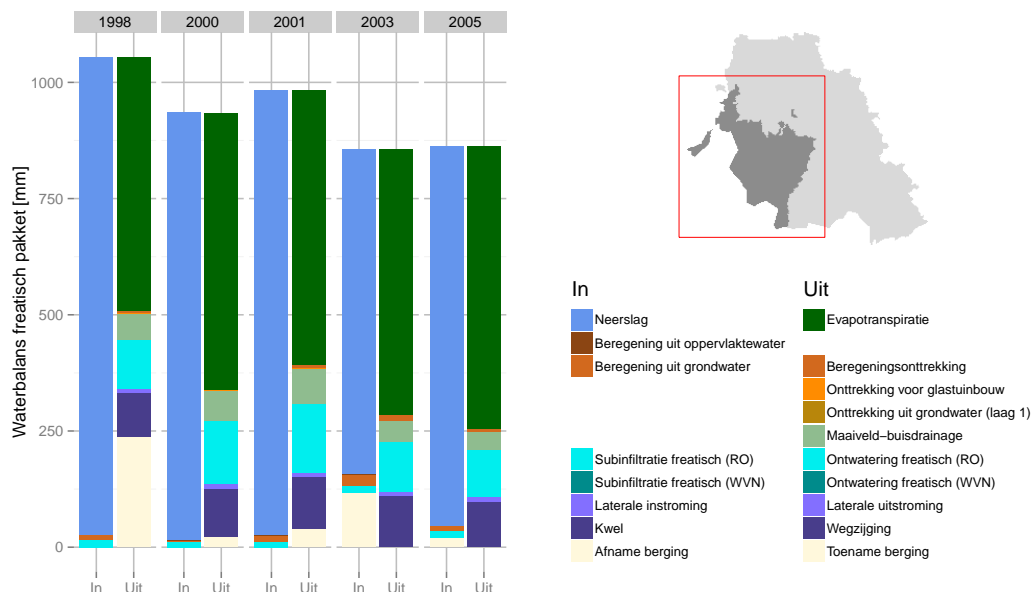 1998 2000 2001 2003 2005
Waterbalans freatisch pakket [mm]
1000
750
500
250
0
In Uit In Uit In Uit In Uit In Uit
In Uit
Neerslag Evapotranspiratie
Beregening uit oppervlaktewater
Beregening uit grondwater Beregeningsonttrekking
Onttrekking voor glastuinbouw
Onttrekking uit grondwater (laag 1)
Maaiveld−buisdrainage
Subinfiltratie freatisch (RO) Ontwatering freatisch (RO)
Subinfiltratie freatisch (WVN) Ontwatering freatisch (WVN)
Laterale instroming Laterale uitstroming
Kwel Wegzijging
Afname berging Toename berging